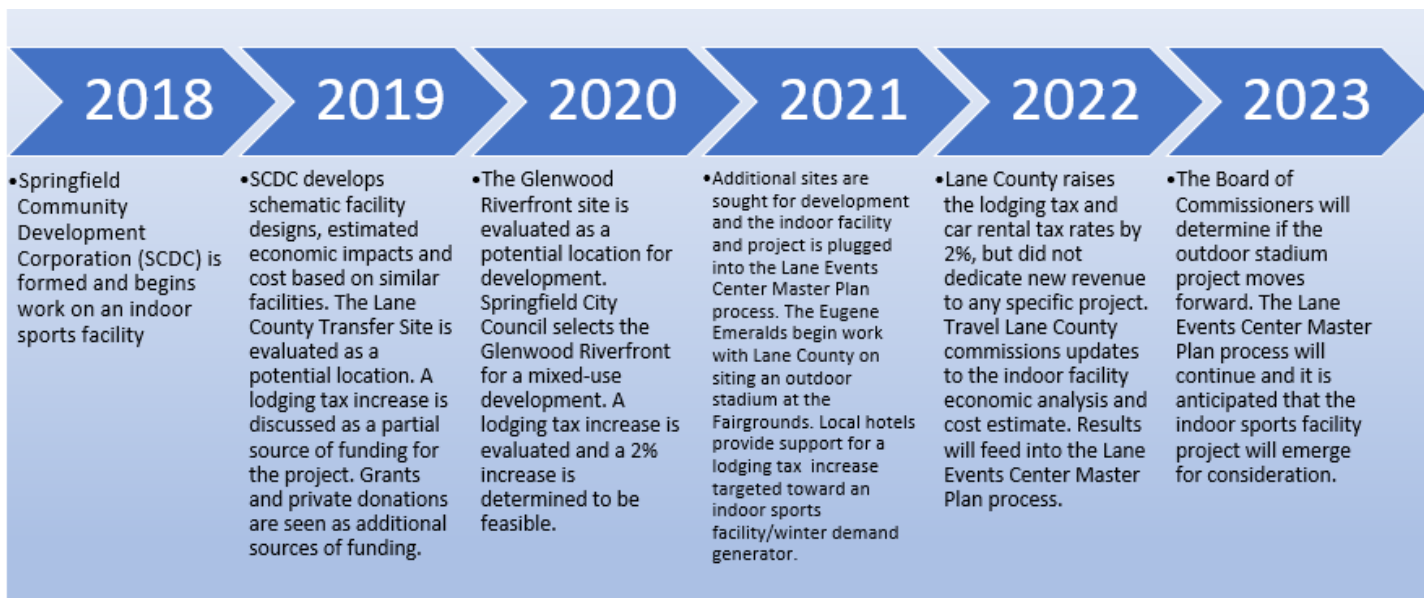 2018
2019
2020
2021
2022
2023
•Springfield
Community
Development
Corporation (SCDC) is
formed and begins
work on an indoor
sports facility
•SCDC develops
schematic facility
designs, estimated
economic impacts and
cost based on similar
facilities. The Lane
County Transfer Site is
evaluated as a
potential location. A
lodging tax increase is
discussed as a partial
source of funding for
the project. Grants
and private donations
are seen as additional
sources of funding.
•The Glenwood
Riverfront site is
evaluated as a
potential location for
development.
Springfield City
Council selects the
Glenwood Riverfront
for a mixed-use
development. A
lodging tax increase is
evaluated and a 2%
increase is
determined to be
feasible.
•Additional sites are
sought for development
and the indoor facility
and project is plugged
into the Lane Events
Center Master Plan
process. The Eugene
Emeralds begin work
with Lane County on
siting an outdoor
stadium at the
Fairgrounds. Local hotels
provide support for a
lodging tax increase
targeted toward an
indoor sports
facility/winter demand
generator.
•Lane County raises
the lodging tax and
car rental tax rates by
2%, but did not
dedicate new revenue
to any specific project.
Travel Lane County
commissions updates
to the indoor facility
economic analysis and
cost estimate. Results
will feed into the Lane
Events Center Master
Plan process.
•The Board of
Commissioners will
determine if the
outdoor stadium
project moves
forward. The Lane
Events Center Master
Plan process will
continue and it is
anticipated that the
indoor sports facility
project will emerge
for consideration.